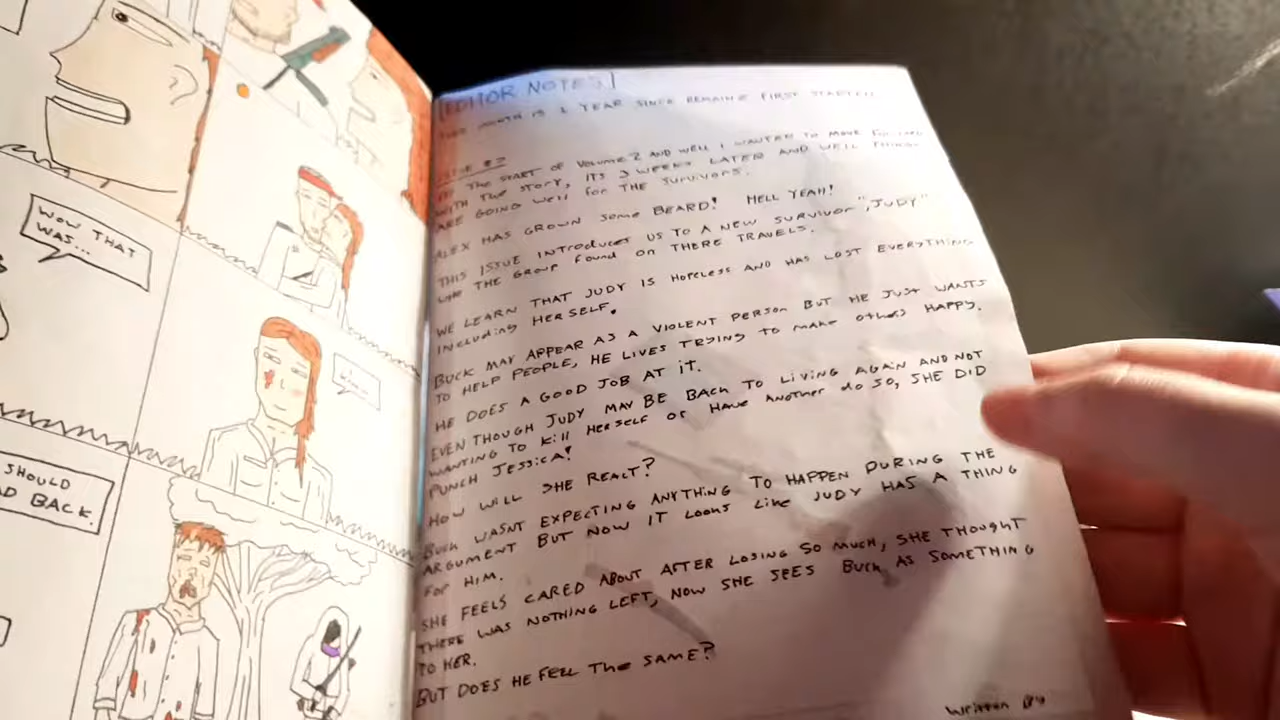 WOW THAT
WAS...
SHOULD
BACK.
[EDITOR NOTES]
THIS MONTH IS 1 YEAR SINCE REMAINZ FIRST STARTED.
ISSUE #7
THE START OF VOLUME 2 AND WELL I WANTED TO MOVE FORWARD
WITH THE STORY, ITS 3 WEEKS LATER AND WELL THINGS
ARE GOING WELL FOR THE SURVIVORS.
ALEX HAS GROWN SOME BEARD! HELL YEAH!
THIS ISSUE INTRODUCES US TO A NEW SURVIVOR "JUDY"
THE GROUP FOUND ON THERE TRAVELS.
WE LEARN THAT JUDY IS HOPELESS AND HAS LOST EVERYTHING
INCLUDING HERSELF.
BUCK MAY APPEAR AS A VIOLENT PERSON BUT HE JUST WANTS
TO HELP PEOPLE, HE LIVES TRYING TO MAKE OTHERS HAPPY.
HE DOES A GOOD JOB AT IT.
EVEN THOUGH JUDY MAY BE BACK TO LIVING AGAIN AND NOT
WANTING TO KILL HERSELF OR HAVE ANOTHER DO SO, SHE DID
PUNCH JESSICA!
HOW WILL SHE REACT?
BUCK WASNT EXPECTING ANYTHING TO HAPPEN DURING THE
ARGUMENT BUT NOW IT LOOKS LIKE JUDY HAS A THING
FOR HIM.
SHE FEELS CARED ABOUT AFTER LOSING SO MUCH, SHE THOUGHT
THERE WAS NOTHING LEFT, NOW SHE SEES BUCK AS SOMETHING
TO HER.
BUT DOES HE FEEL THE SAME?
WRITTEN BY